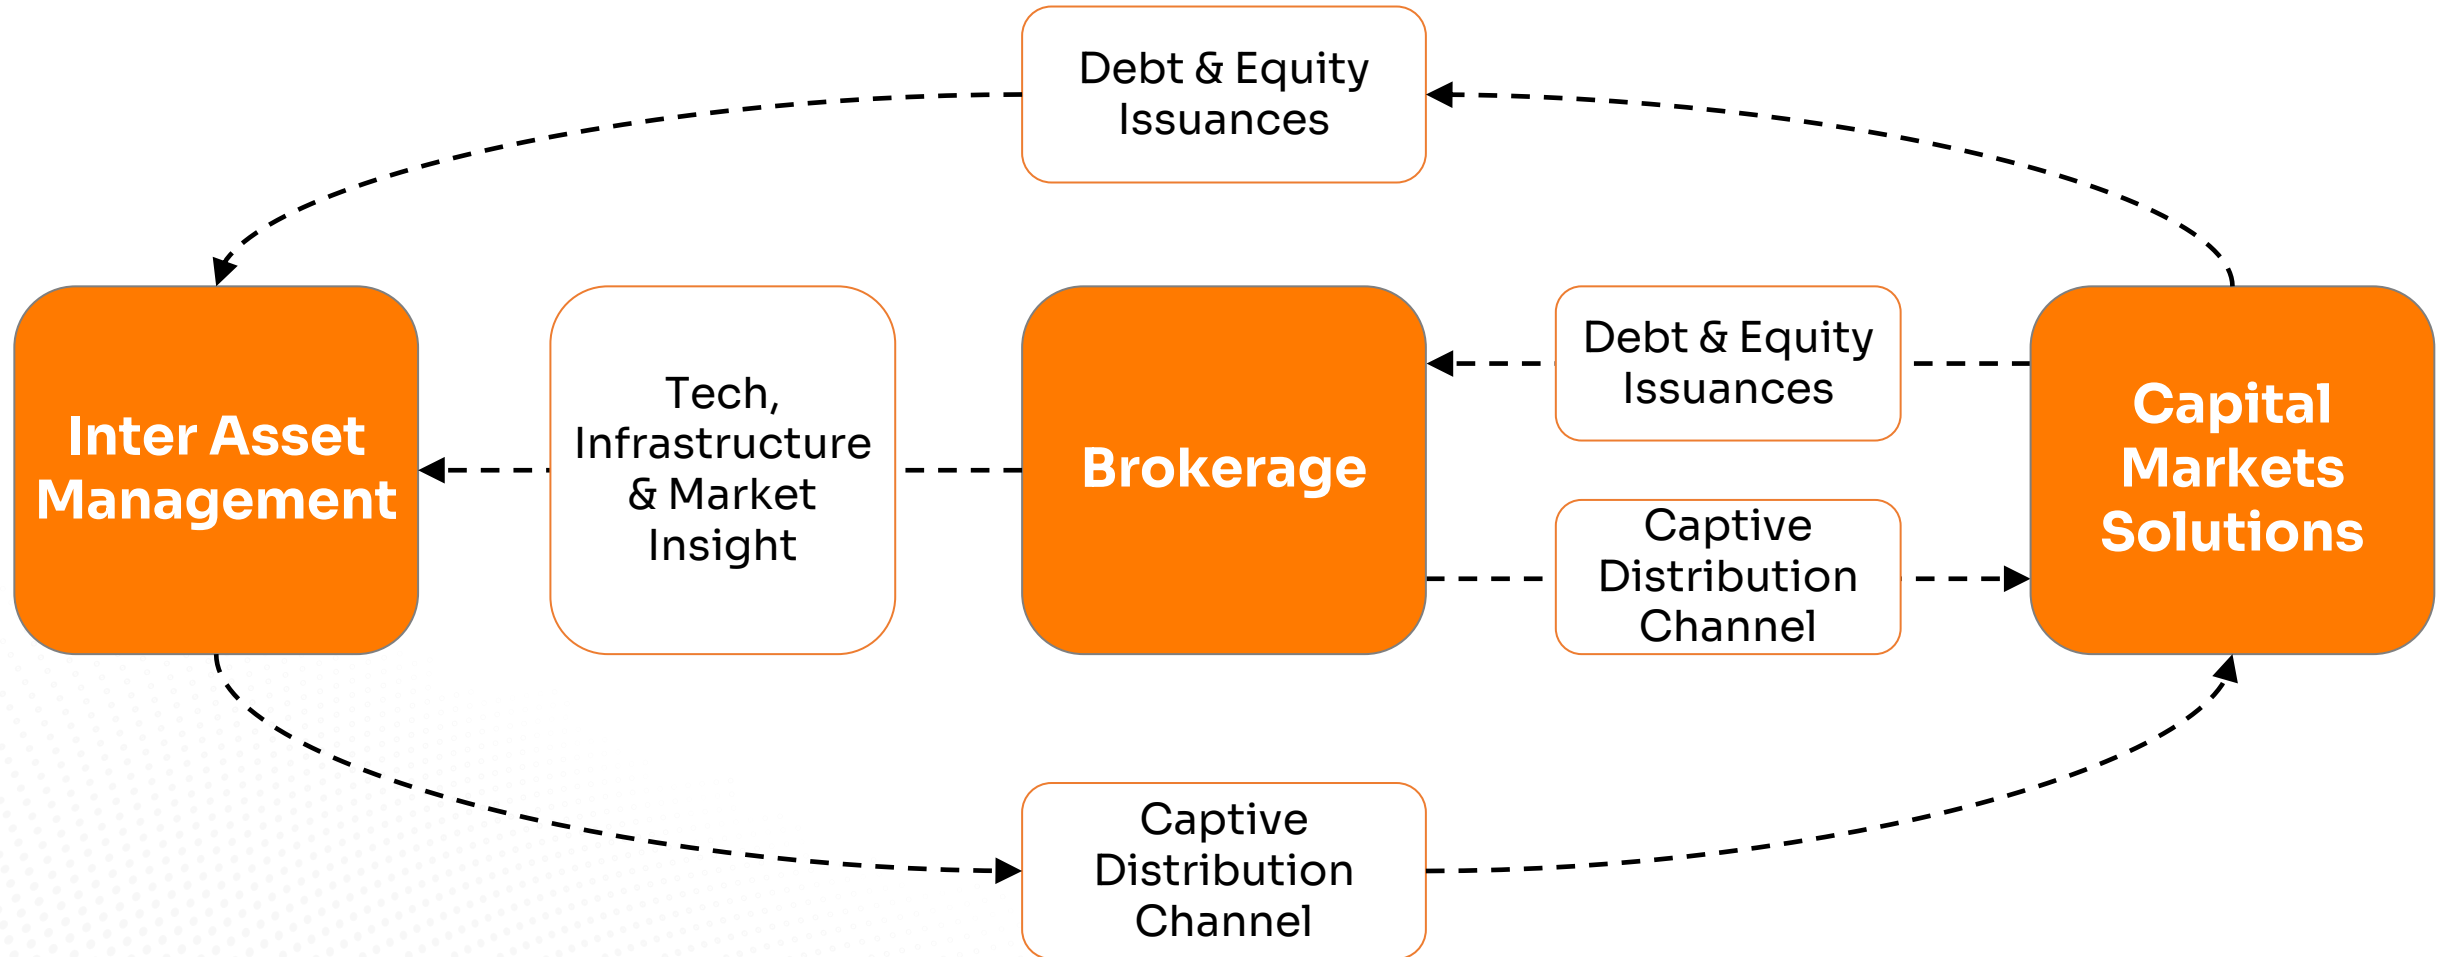 Debt & Equity
Issuances
Inter Asset
Management
Tech,
Infrastructure
& Market
Insight
Brokerage
Debt & Equity
Issuances
Captive
Distribution
Channel
Capital
Markets
Solutions
Captive
Distribution
Channel